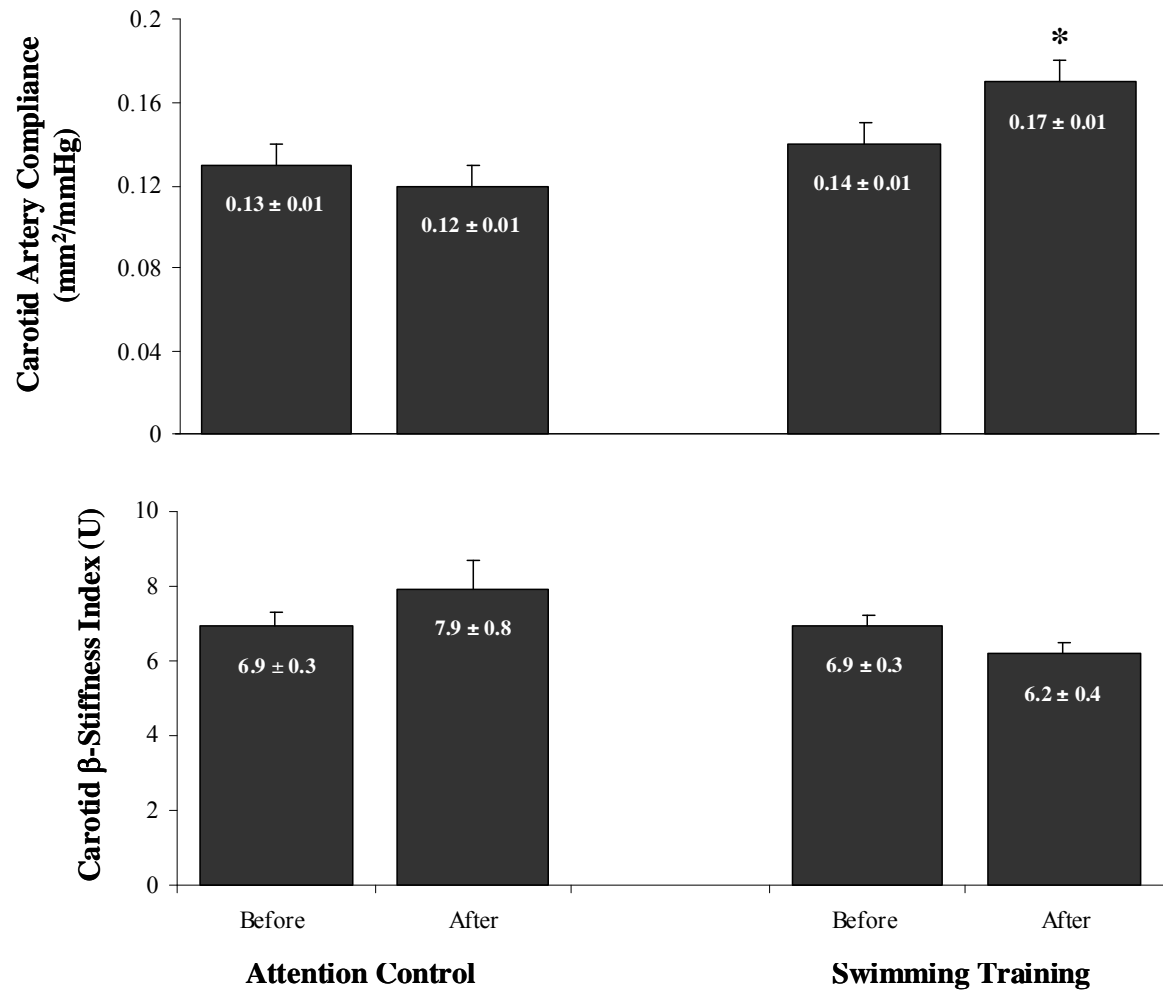 Carotid Artery Compliance
(mm²/mmHg)
0.2
0.16
0.12
0.08
0.04
0
0.13 ± 0.01
0.12 ± 0.01
0.14 ± 0.01
*
0.17 ± 0.01
Carotid β-Stiffness Index (U)
10
8
6
4
2
0
6.9 ± 0.3
7.9 ± 0.8
6.9 ± 0.3
6.2 ± 0.4
Before
After
Before
After
Attention Control
Swimming Training